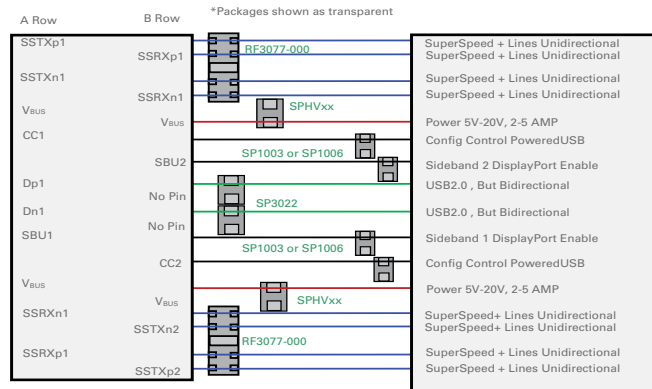 *Packages shown as transparent
A Row
B Row
SSTXp1
SSRXp1
RF3077-000
SuperSpeed + Lines Unidirectional
SuperSpeed + Lines Unidirectional
SSTXn1
SSRXn1
SuperSpeed + Lines Unidirectional
SuperSpeed + Lines Unidirectional
VBUS
VBUS
SPHVxx
Power 5V-20V, 2-5 AMP
CC1
SBU2
SP1003 or SP1006
Config Control PoweredUSB
Sideband 2 DisplayPort Enable
Dp1
No Pin
SP3022
USB2.0 , But Bidirectional
Dn1
No Pin
USB2.0 , But Bidirectional
SBU1
CC2
SP1003 or SP1006
Sideband 1 DisplayPort Enable
Config Control PoweredUSB
VBUS
VBUS
SPHVxx
Power 5V-20V, 2-5 AMP
SSRXn1
SSTXn2
RF3077-000
SuperSpeed+ Lines Unidirectional
SuperSpeed+ Lines Unidirectional
SSRXp1
SSTXp2
SuperSpeed + Lines Unidirectional
SuperSpeed + Lines Unidirectional